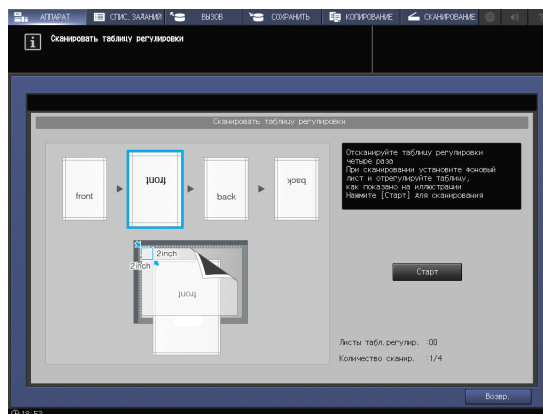 АППАРАТ СПИС. ЗАДАНИЙ ВЫЗОВ СОХРАНИТЬ КОПИРОВАНИЕ СКАНИРОВАНИЕ
Сканировать таблицу регулировки
Сканировать таблицу регулировки
front front back back
Отсканируйте таблицу регулировки
четыре раза
При сканировании установите фоновый
лист и отрегулируйте таблицу,
как показано на иллюстрации
Нажмите [Старт] для сканирования
2inch
2inch
front
Старт
Листы табл.регулир. :00
Количество сканир. :1/4
Возвр.
18:53